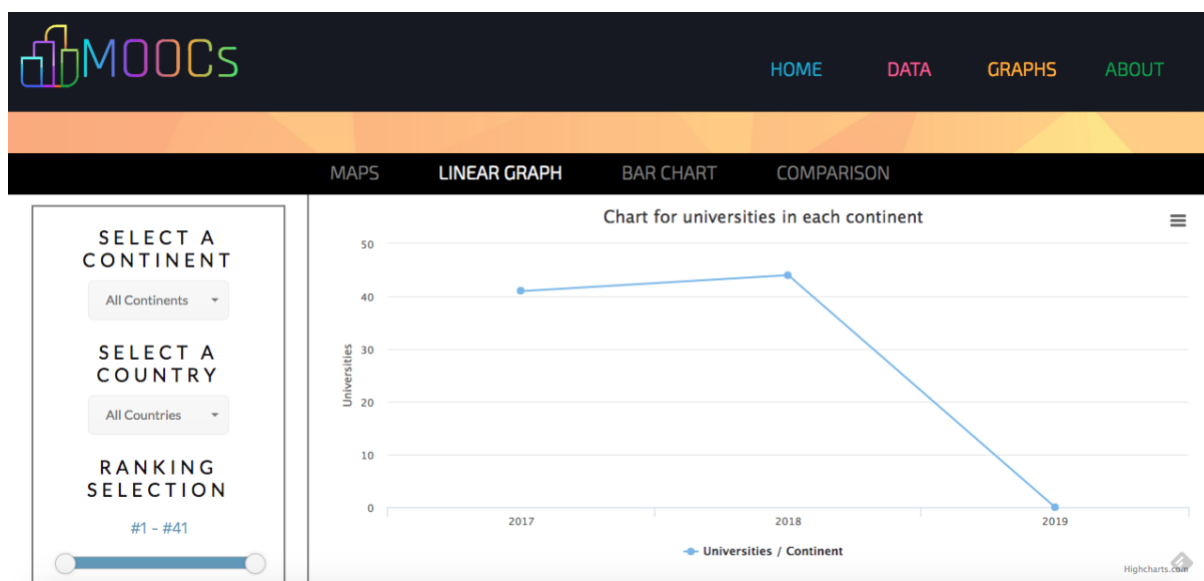 MOOCs
HOME DATA GRAPHS ABOUT
MAPS LINEAR GRAPH BAR CHART COMPARISON
SELECT A
CONTINENT
All Continents
SELECT A
COUNTRY
All Countries
RANKING
SELECTION
#1 - #41
Chart for universities in each continent
Universities
50
40
30
20
10
0
2017 2018 2019
Universities / Continent
Highcharts.com